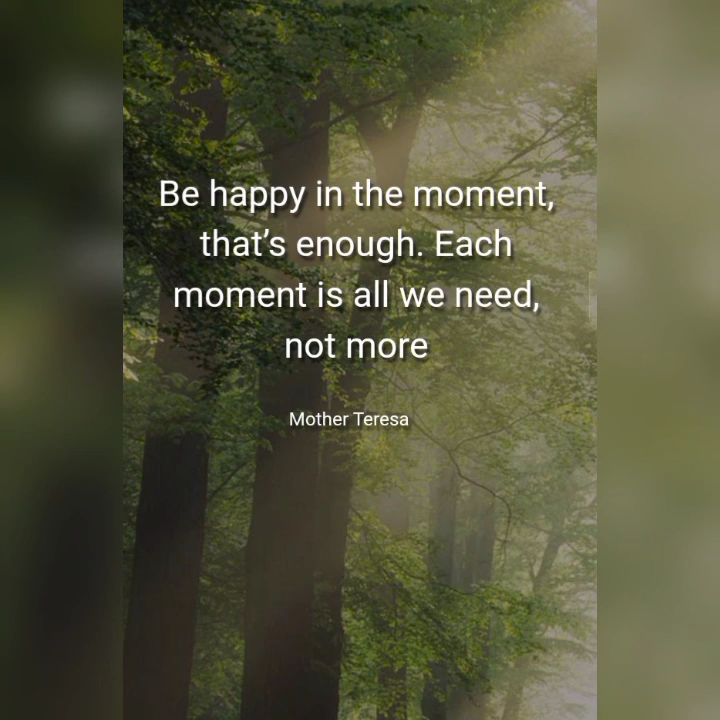 Be happy in the moment,
that’s enough. Each
moment is all we need,
not more
Mother Teresa